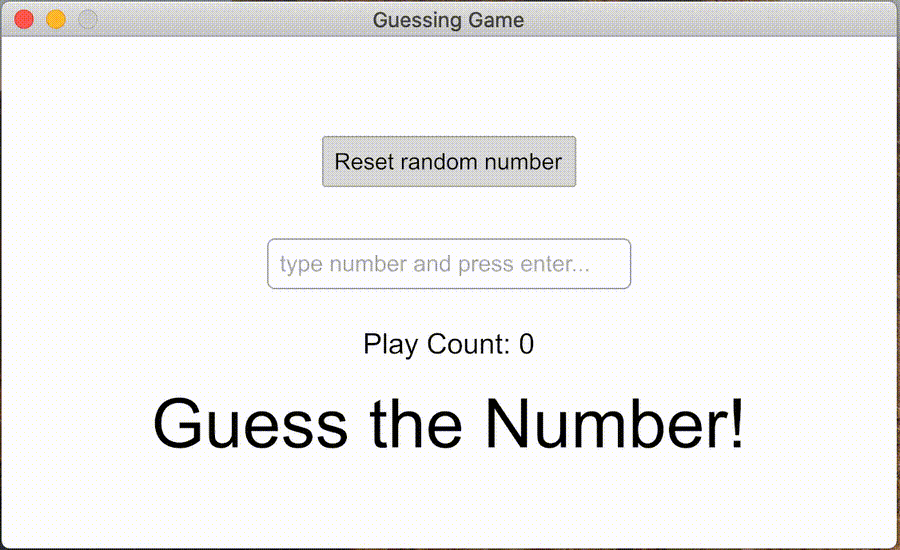 Guessing Game
Reset random number
type number and press enter...
Play Count: 0
Guess the Number!